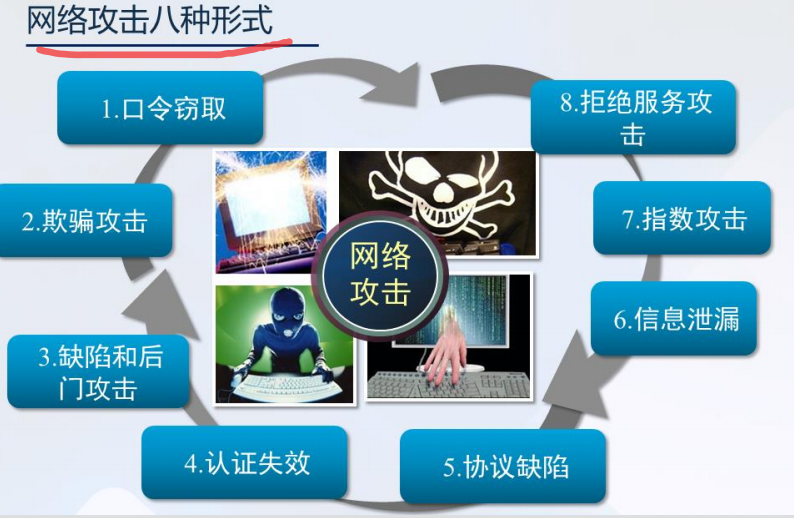 网络攻击八种形式
1.口令窃取
2.欺骗攻击
3.缺陷和后
门攻击
4.认证失效
5.协议缺陷
6.信息泄漏
7.指数攻击
8.拒绝服务攻
击
网络
攻击